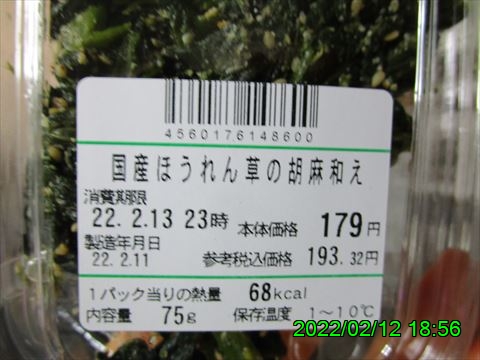 4560176148600
国産ほうれん草の胡麻和え
消費期限
22. 2.13 23時 本体価格 179円
製造年月日
22. 2.11 参考税込価格 193. 32円
1パック当りの熱量 68kcal
内容量 75g 保存温度 1～10℃
2022/02/12 18:56